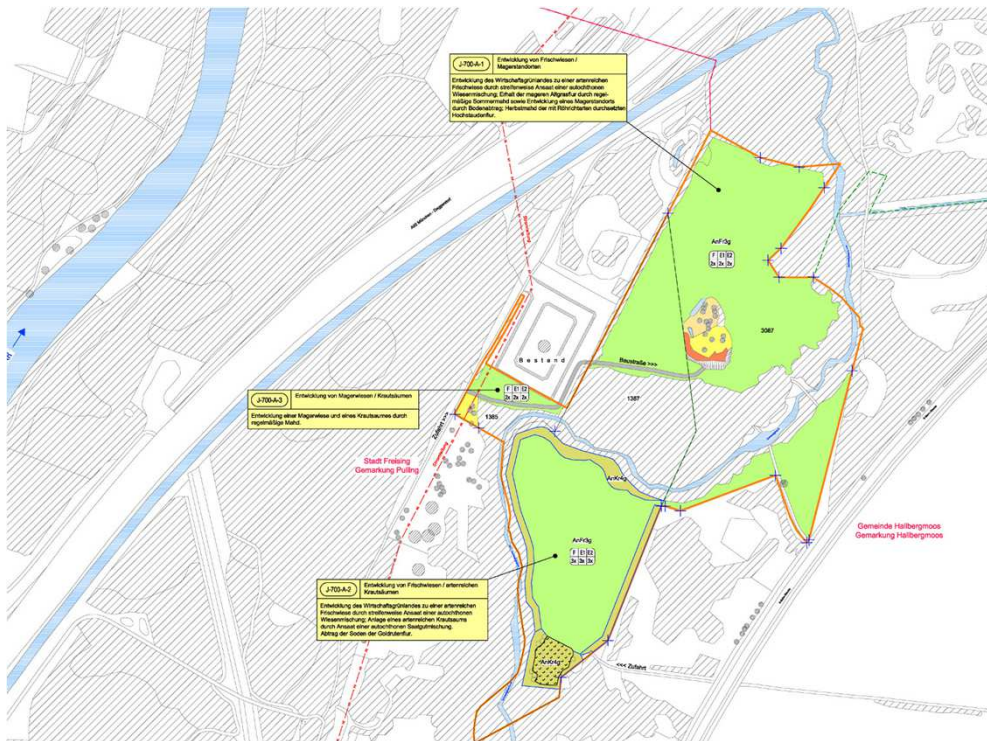 J-700-A-1
Entwicklung von Frischwiesen /
Magerstandorten
Entwicklung des Wirtschaftsgrünlandes zu einer artenreichen
Frischwiese durch streifenweise Ansaat einer autochthonen
Wiesenmischung; Erhalt der mageren Altgrasflur durch regel-
mäßige Sommermahd sowie Entwicklung eines Magerstandorts
durch Bodenabtrag; Herbstmahd der mit Röhrichtarten durchsetzten
Hochstaudenflur.
AnFr3g
F E1 E2
2x 2x 2x
3087
Bestand
Baustraße >>>
1387
J-700-A-3
Entwicklung von Magerwiesen / Krautsäumen
Entwicklung einer Magerwiese und eines Krautsaumes durch
regelmäßige Mahd.
F E1 E2
2x 2x 2x
1385
Zufahrt >>>
Stadt Freising
Gemarkung Pulling
AnKr4g
Gemeinde Hallbergmoos
Gemarkung Hallbergmoos
AnFr3g
F E1 E2
3x 3x 3x
J-700-A-2
Entwicklung von Frischwiesen / artenreichen
Krautsäumen
Entwicklung des Wirtschaftsgrünlandes zu einer artenreichen
Frischwiese durch streifenweise Ansaat einer autochthonen
Wiesenmischung; Anlage eines artenreichen Krautsaums
durch Ansaat einer autochthonen Saatgutmischung.
Abtrag der Soden der Goldrutenflur.
AnKr4g
<<< Zufahrt